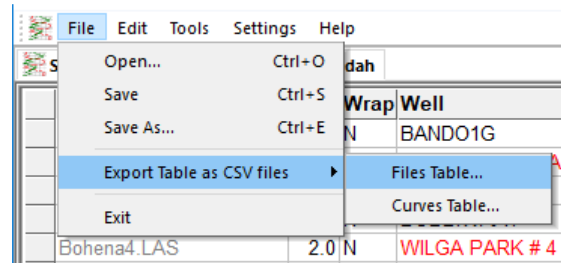 File Edit Tools Settings Help
S dah
Open... Ctrl+O
Save Ctrl+S
Wrap Well
Save As... Ctrl+E
N BANDO1G
Export Table as CSV files Files Table...
Curves Table...
Exit
Bohena4.LAS 2.0 N WILGA PARK # 4